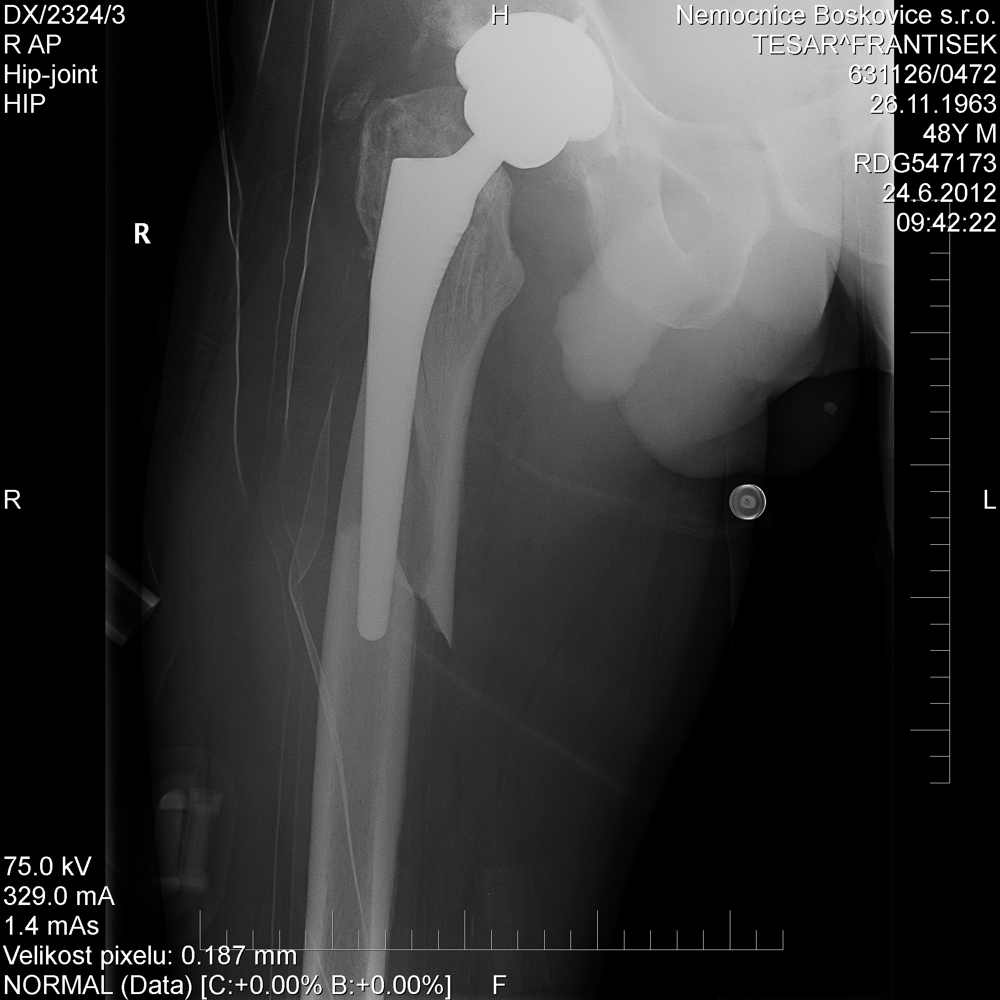 DX/2324/3
R AP
Hip-joint
HIP
H
Nemocnice Boskovice s.r.o.
TESAR^FRANTISEK
631126/0472
26.11.1963
48Y M
RDG547173
24.6.2012
09:42:22
R
R
L
75.0 kV
329.0 mA
1.4 mAs
Velikost pixelu: 0.187 mm
NORMAL (Data) [C:+0.00% B:+0.00%]
F